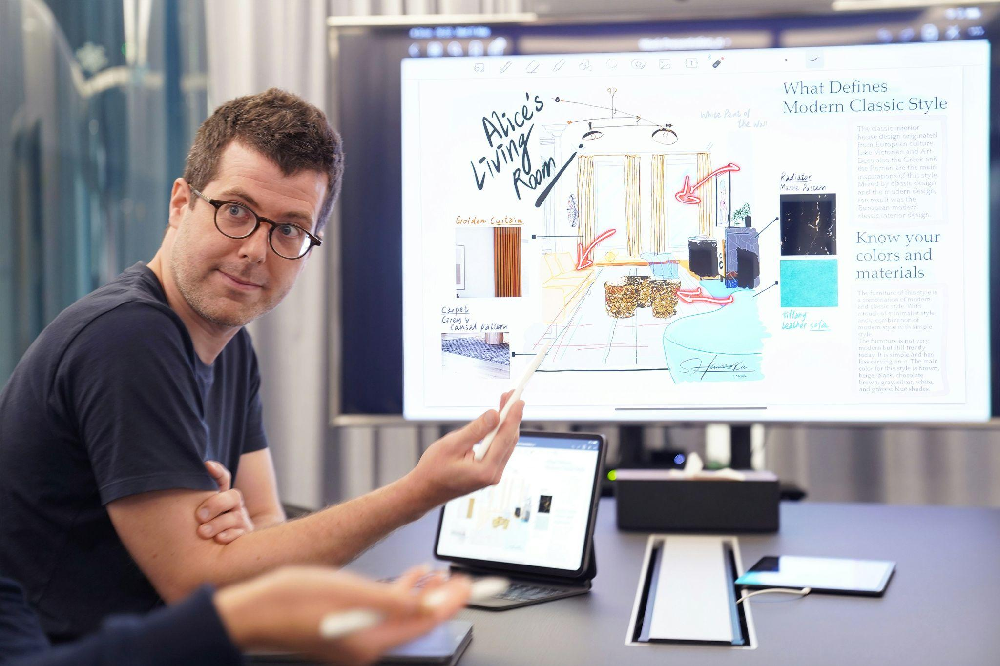 What Defines
Modern Classic Style
Alice's
Living
Room
White Paint of
the Wall
The classic interior
house design originated
from European culture.
Like Victorian and Art
Deco also the Greek and
the Roman are the main
inspirations of this style.
Mixed by classic design
and the modern design,
the result was the
European modern
classic interior design.
Radiator
Marble Pattern
Golden Curtain
Know your
colors and
materials
Carpet
Grey &
causal pattern
tiffany
leather sofa
The furniture of this style is
a combination of modern
and classic style. With
a touch of minimalist style
and a combination of
modern style with simple
style.
The furniture is not very
modern but still trendy
today. It is simple and has
less carving on it. The main
color for this style is brown,
beige, black, chocolate
brown, gray, silver, white,
and grayest blue shades.
T